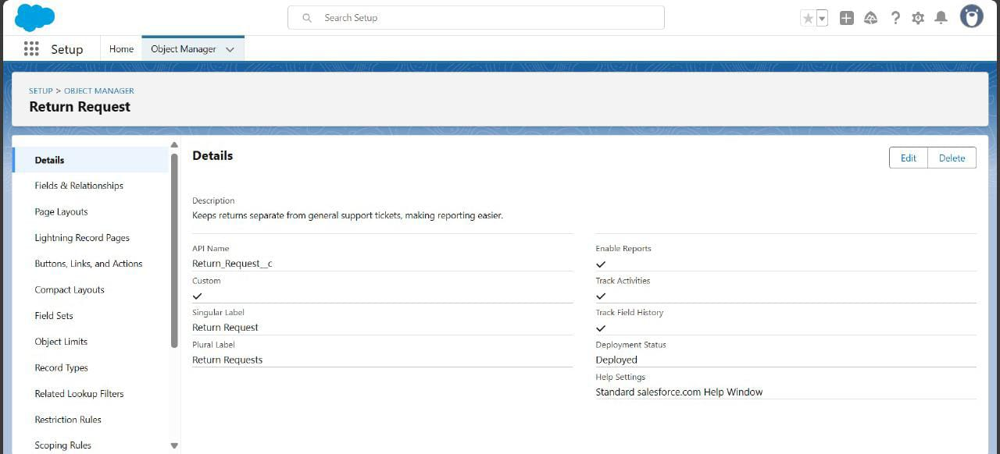 Search Setup
Setup
Home
Object Manager
SETUP > OBJECT MANAGER
Return Request
Details
Fields & Relationships
Page Layouts
Lightning Record Pages
Buttons, Links, and Actions
Compact Layouts
Field Sets
Object Limits
Record Types
Related Lookup Filters
Restriction Rules
Scoping Rules
Details
Edit
Delete
Description
Keeps returns separate from general support tickets, making reporting easier.
API Name
Return_Request__c
Custom
Singular Label
Return Request
Plural Label
Return Requests
Enable Reports
Track Activities
Track Field History
Deployment Status
Deployed
Help Settings
Standard salesforce.com Help Window